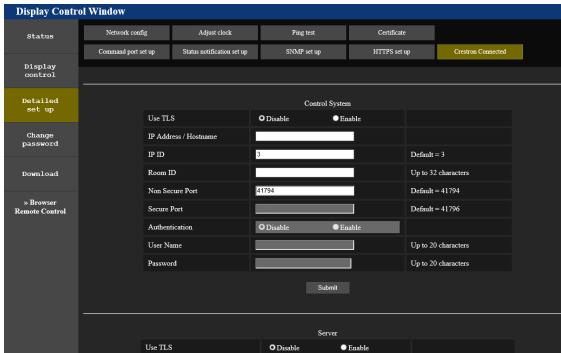 Display Control Window
Status
Network config Adjust clock Ping test Certificate
Command port set up Status notification set up SNMP set up HTTPS set up Crestron Connected
Display control
Detailed set up
Change password
Download
» Browser Remote Control
Control System
Use TLS Disable Enable
IP Address / Hostname
IP ID 3 Default = 3
Room ID Up to 32 characters
Non Secure Port 41794 Default = 41794
Secure Port Default = 41796
Authentication Disable Enable
User Name Up to 20 characters
Password Up to 20 characters
Submit
Server
Use TLS Disable Enable